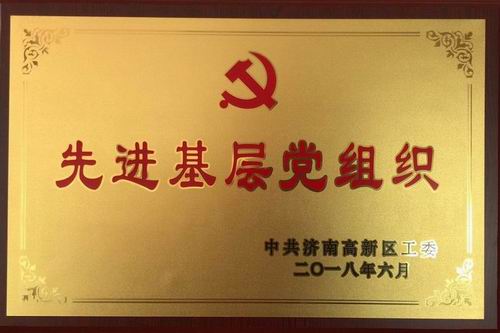 先进基层党组织
中共济南高新区工委
二〇一八年六月